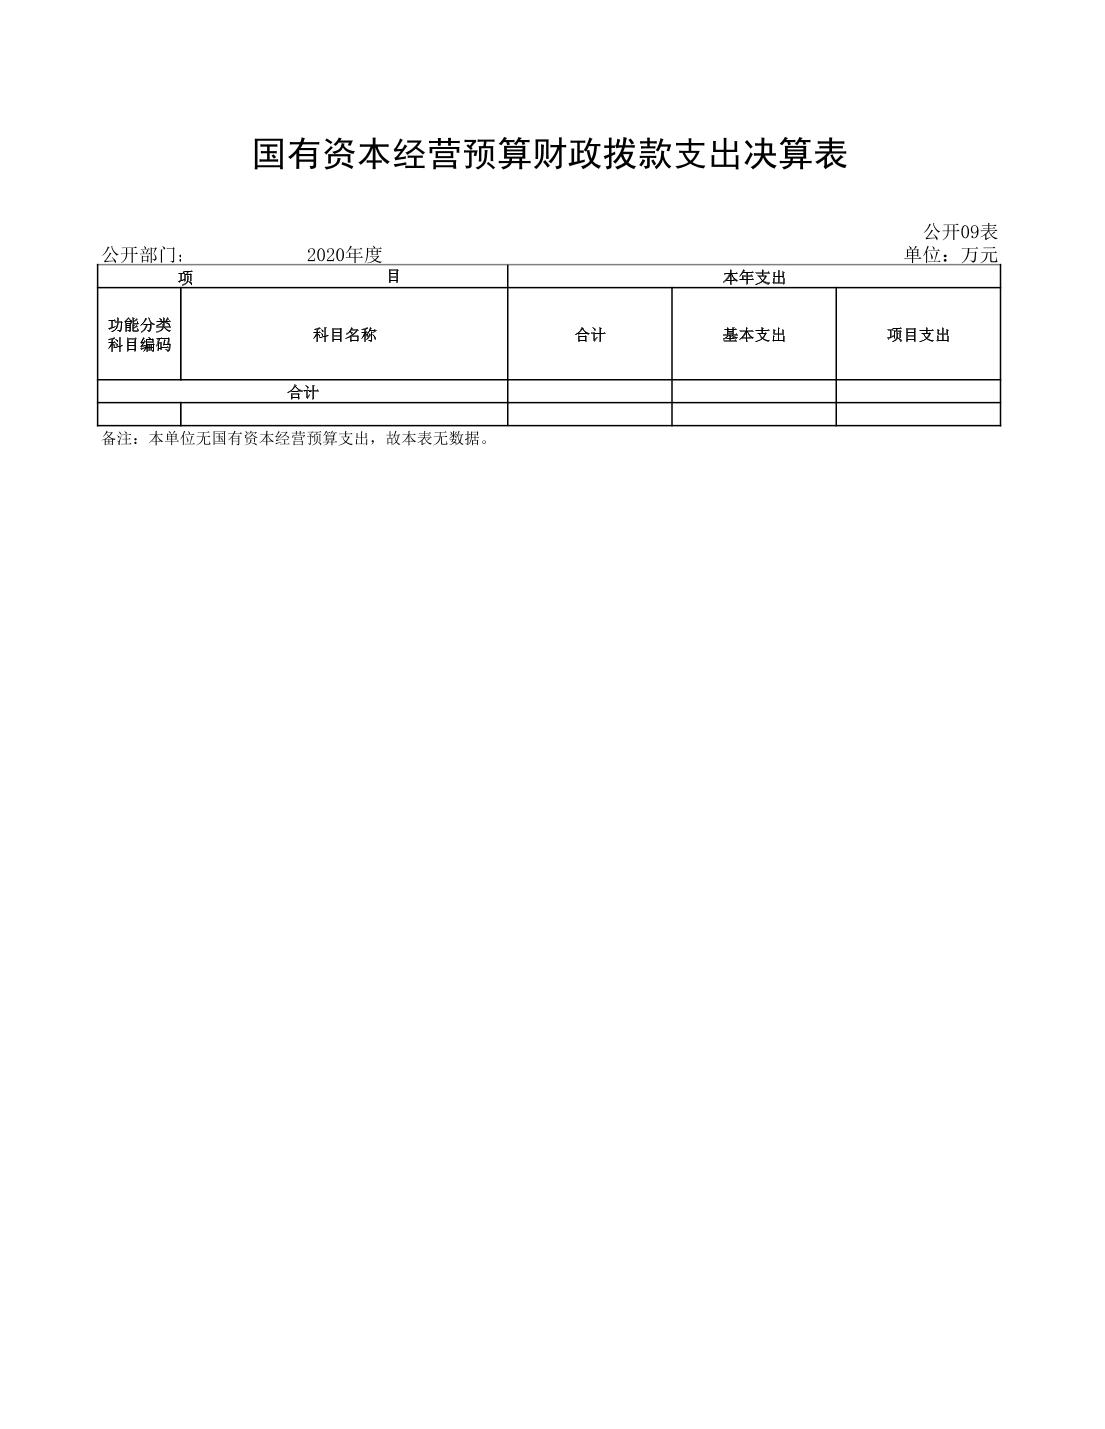 国有资本经营预算财政拨款支出决算表
公开09表
公开部门： 2020年度 单位：万元
项 目 本年支出
功能分类
科目编码 科目名称 合计 基本支出 项目支出
合计
备注：本单位无国有资本经营预算支出，故本表无数据。